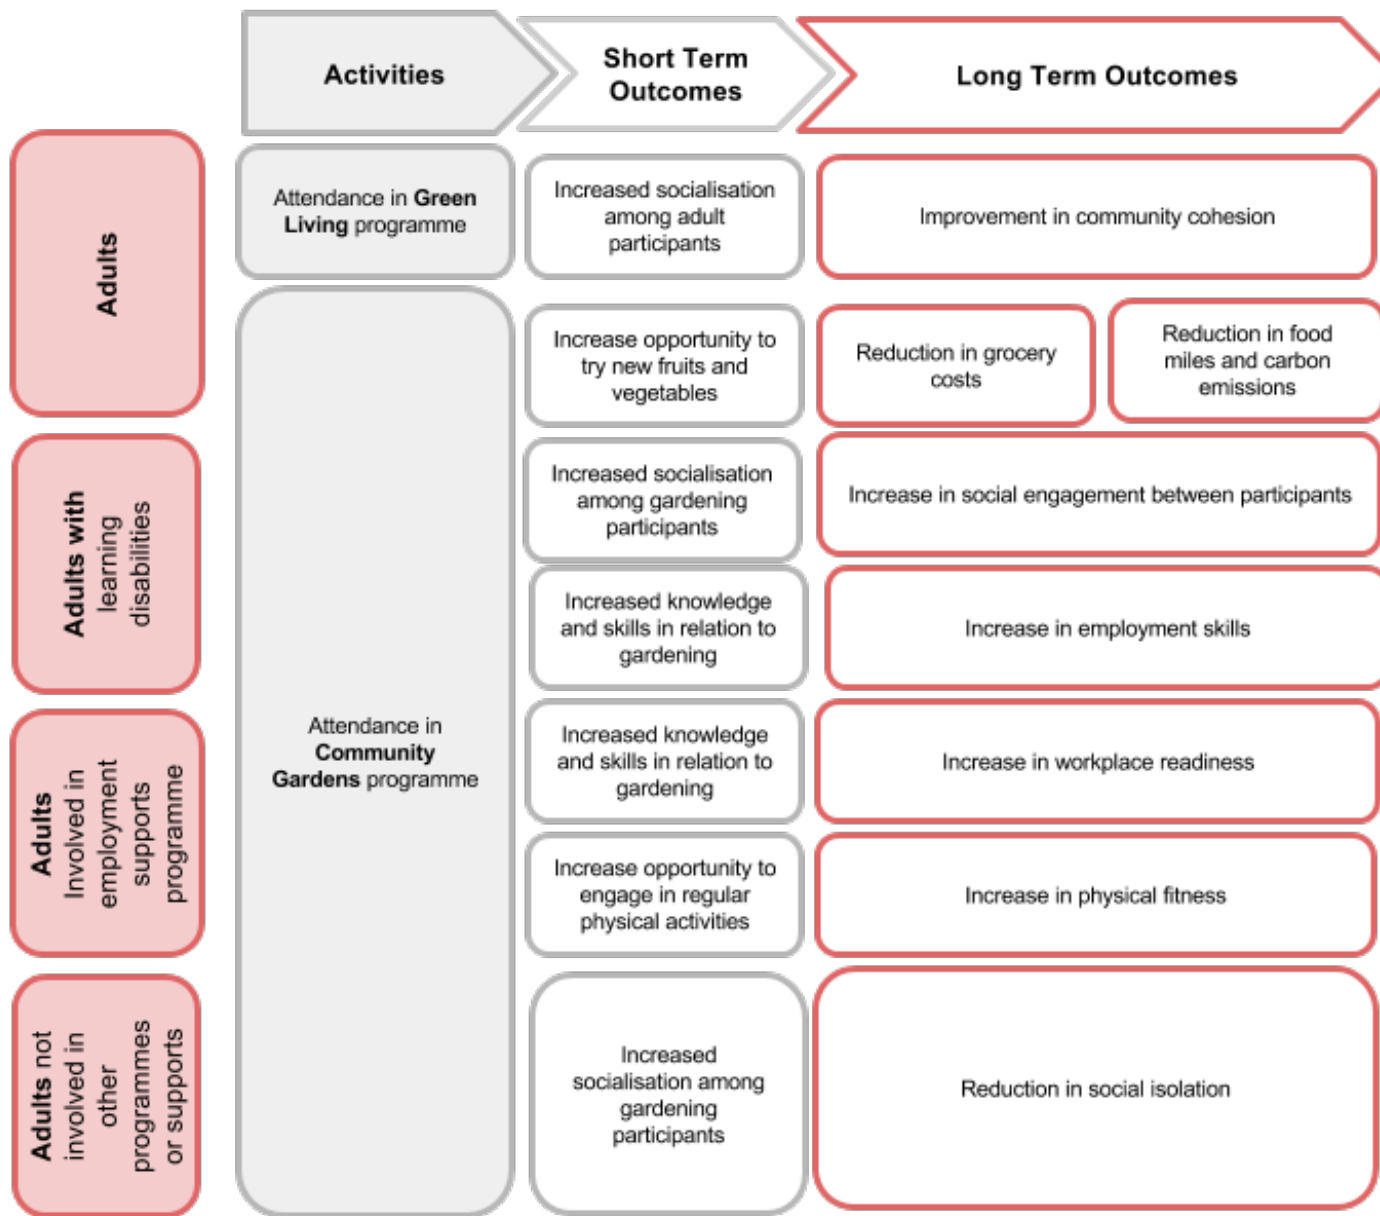 Activities
Short Term
Outcomes
Long Term Outcomes
Adults
Attendance in Green
Living programme
Increased socialisation
among adult
participants
Improvement in community cohesion
Attendance in
Community
Gardens programme
Increase opportunity to
try new fruits and
vegetables
Reduction in grocery
costs
Reduction in food
miles and carbon
emissions
Adults with
learning
disabilities
Increased socialisation
among gardening
participants
Increase in social engagement between participants
Increased knowledge
and skills in relation to
gardening
Increase in employment skills
Adults
Involved in
employment
supports
programme
Increased knowledge
and skills in relation to
gardening
Increase in workplace readiness
Increase opportunity to
engage in regular
physical activities
Increase in physical fitness
Adults not
involved in
other
programmes
or supports
Increased
socialisation among
gardening
participants
Reduction in social isolation